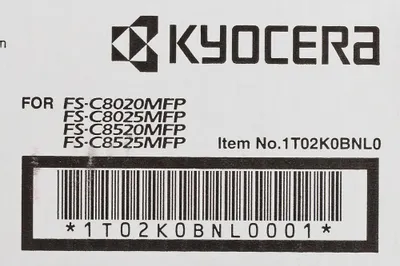 KYOCERA
n
FOR FS-C8020MFP
FS-C8025MFP
FS-C8520MFP
FS-C8525MFP Item No.1T02K0BNL0
*1T02K0BNL0001*